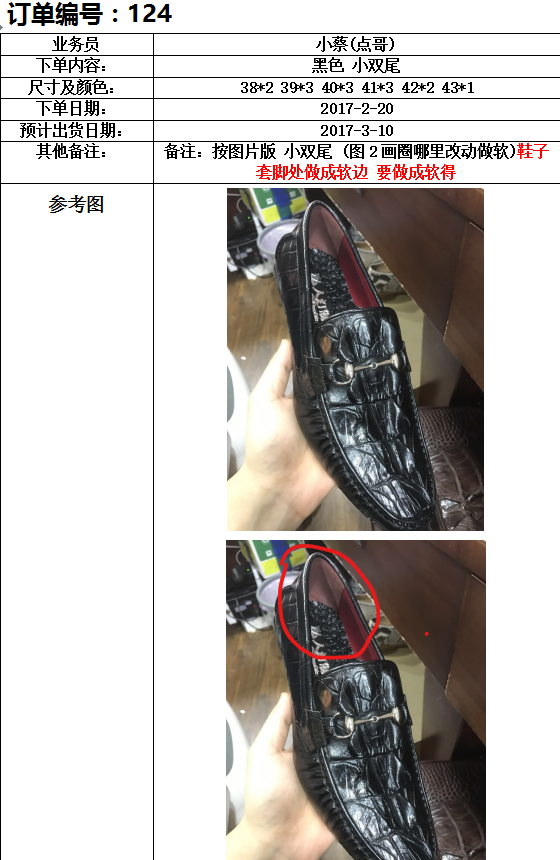 订单编号：124
业务员 小蔡(点哥)
下单内容: 黑色 小双尾
尺寸及颜色: 38*2 39*3 40*3 41*3 42*2 43*1
下单日期: 2017-2-20
预计出货日期: 2017-3-10
其他备注: 备注: 按图片版 小双尾 (图2画圈哪里改动做软)鞋子
套脚处做成软边 要做成软得
参考图